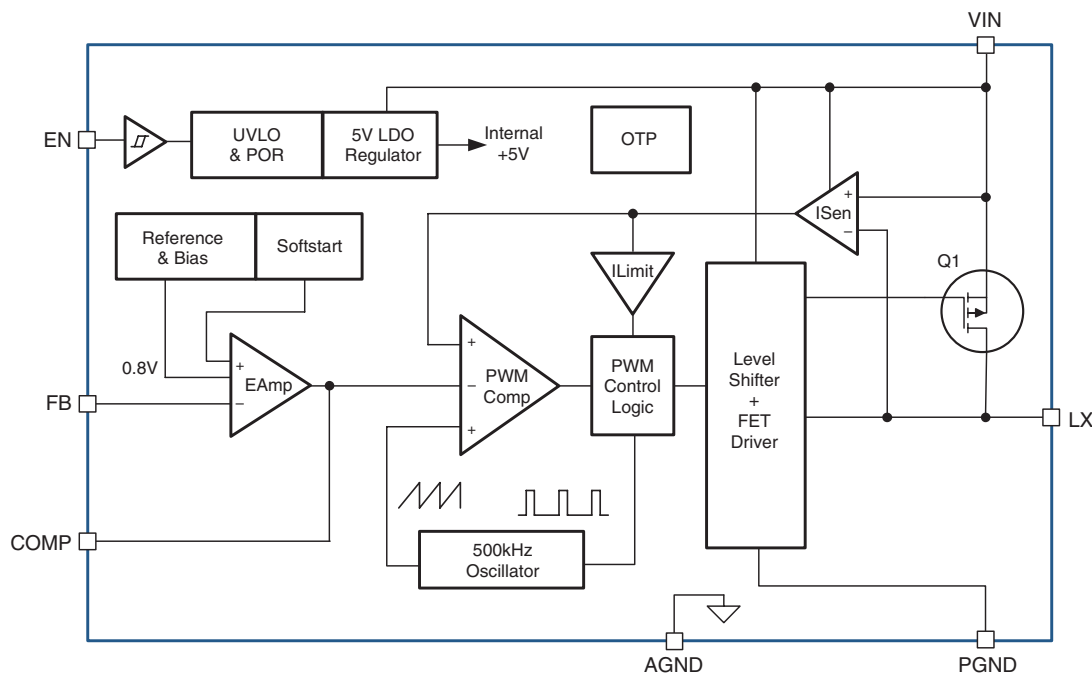 VIN
EN
UVLO
& POR
5V LDO
Regulator
Internal
+5V
OTP
Reference
& Bias
Softstart
ISen
+
−
ILimit
Q1
0.8V
+
−
EAmp
FB
+
−
+
PWM
Comp
PWM
Control
Logic
Level
Shifter
+
FET
Driver
LX
COMP
500kHz
Oscillator
AGND
PGND